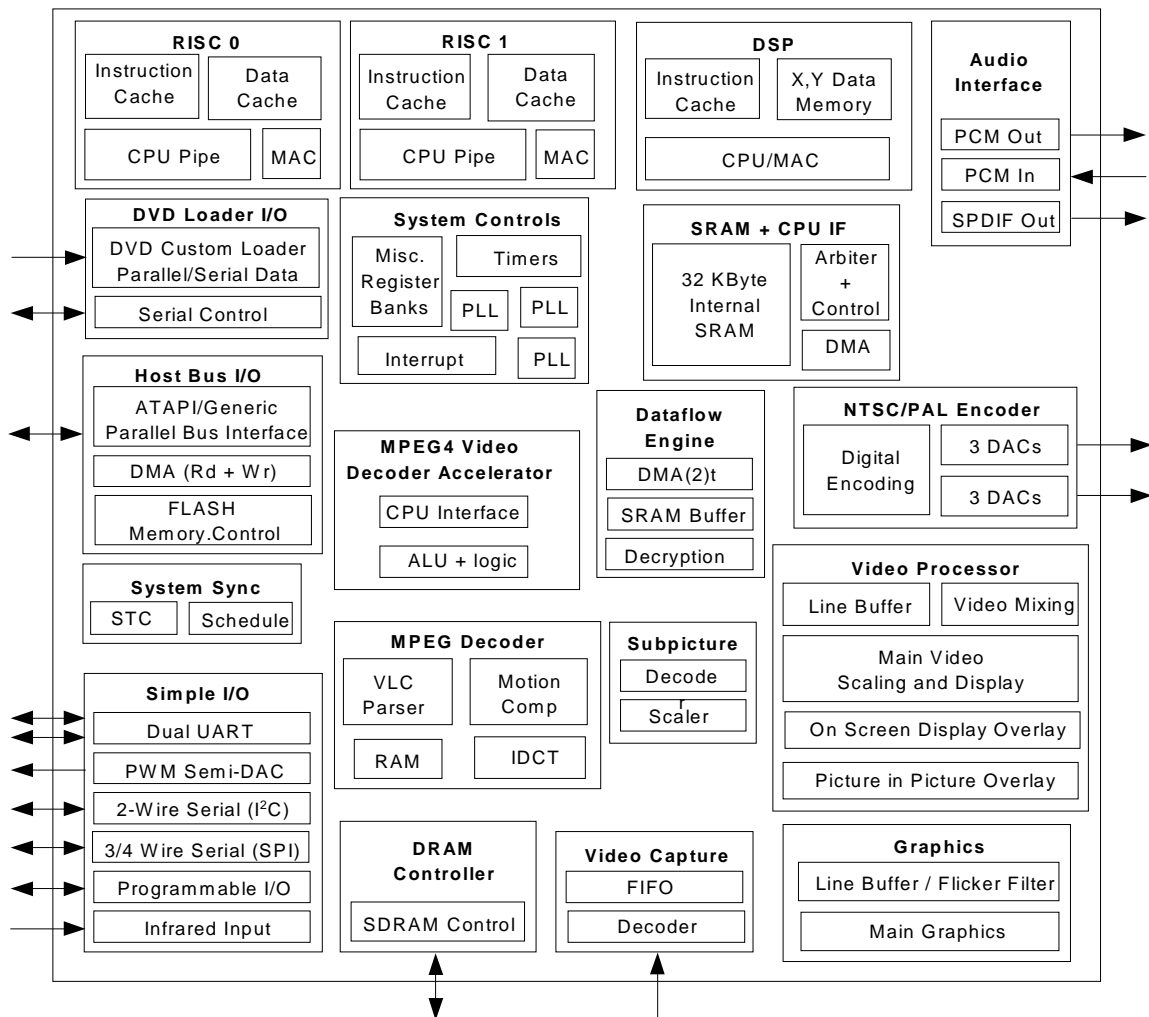 RISC 0
Instruction
Cache
Data
Cache
CPU Pipe
MAC
RISC 1
Instruction
Cache
Data
Cache
CPU Pipe
MAC
DSP
Instruction
Cache
X,Y Data
Memory
CPU/MAC
Audio
Interface
PCM Out
PCM In
SPDIF Out
DVD Loader I/O
DVD Custom Loader
Parallel/Serial Data
Serial Control
System Controls
Misc.
Register
Banks
Timers
PLL
PLL
Interrupt
PLL
SRAM + CPU IF
32 KByte
Internal
SRAM
Arbiter
+
Control
DMA
Host Bus I/O
ATAPI/Generic
Parallel Bus Interface
DMA (Rd + Wr)
FLASH
Memory.Control
MPEG4 Video
Decoder Accelerator
CPU Interface
ALU + logic
Dataflow
Engine
DMA(2)t
SRAM Buffer
Decryption
NTSC/PAL Encoder
Digital
Encoding
3 DACs
3 DACs
System Sync
STC
Schedule
MPEG Decoder
VLC
Parser
Motion
Comp
RAM
IDCT
Subpicture
Decode
r
Scaler
Video Processor
Line Buffer
Video Mixing
Main Video
Scaling and Display
On Screen Display Overlay
Picture in Picture Overlay
Simple I/O
Dual UART
PWM Semi-DAC
2-Wire Serial (I²C)
3/4 Wire Serial (SPI)
Programmable I/O
Infrared Input
DRAM
Controller
SDRAM Control
Video Capture
FIFO
Decoder
Graphics
Line Buffer / Flicker Filter
Main Graphics